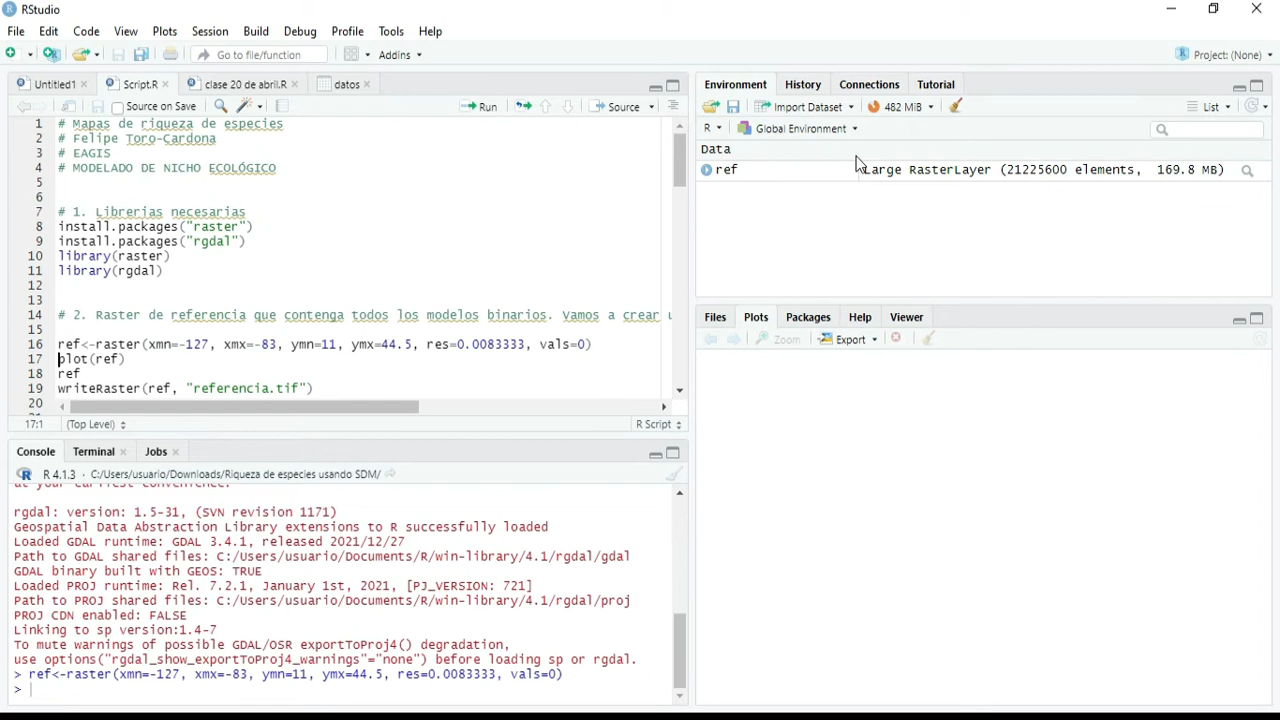 RStudio
File Edit Code View Plots Session Build Debug Profile Tools Help
Go to file/function Addins Project: (None)
Untitled1 Script.R clase 20 de abril.R datos
Source on Save Run Source
1 # Mapas de riqueza de especies
2 # Felipe Toro-Cardona
3 # EAGIS
4 # MODELADO DE NICHO ECOLÓGICO
5
6
7 # 1. Librerias necesarias
8 install.packages("raster")
9 install.packages("rgdal")
10 library(raster)
11 library(rgdal)
12
13
14 # 2. Raster de referencia que contenga todos los modelos binarios. Vamos a crear
15
16 ref<-raster(xmn=-127, xmx=-83, ymn=11, ymx=44.5, res=0.0083333, vals=0)
17 plot(ref)
18 ref
19 writeRaster(ref, "referencia.tif")
20
17:1 (Top Level) R Script
Console Terminal Jobs
R 4.1.3 · C:/Users/usuario/Downloads/Riqueza de especies usando SDM/
at your earliest convenience.
rgdal: version: 1.5-31, (SVN revision 1171)
Geospatial Data Abstraction Library extensions to R successfully loaded
Loaded GDAL runtime: GDAL 3.4.1, released 2021/12/27
Path to GDAL shared files: C:/Users/usuario/Documents/R/win-library/4.1/rgdal/gdal
GDAL binary built with GEOS: TRUE
Loaded PROJ runtime: Rel. 7.2.1, January 1st, 2021, [PJ_VERSION: 721]
Path to PROJ shared files: C:/Users/usuario/Documents/R/win-library/4.1/rgdal/proj
PROJ CDN enabled: FALSE
Linking to sp version:1.4-7
To mute warnings of possible GDAL/OSR exportToProj4() degradation,
use options("rgdal_show_exportToProj4_warnings"="none") before loading sp or rgdal.
> ref<-raster(xmn=-127, xmx=-83, ymn=11, ymx=44.5, res=0.0083333, vals=0)
>
Environment History Connections Tutorial
Import Dataset 482 MiB List
R Global Environment
Data
ref Large RasterLayer (21225600 elements, 169.8 MB)
Files Plots Packages Help Viewer
Zoom Export